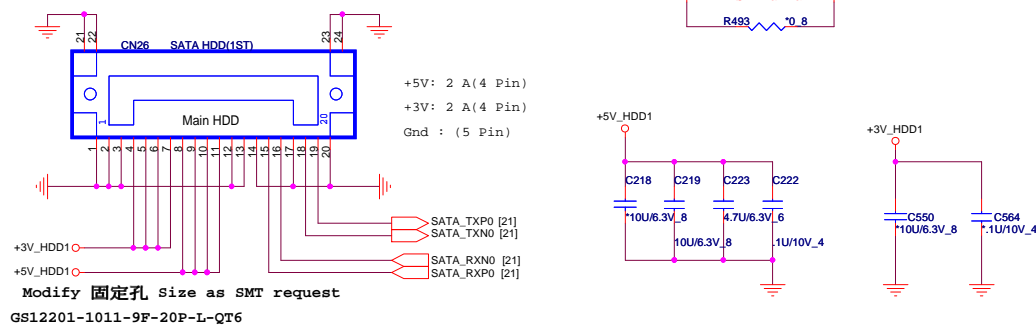 R493 *0_8
21
22
23
24
CN26 SATA HDD(1ST)
+5V: 2 A(4 Pin)
+3V: 2 A(4 Pin)
Gnd : (5 Pin)
1
20
Main HDD
1
2
3
4
5
6
7
8
9
10
11
12
13
14
15
16
17
18
19
20
SATA_TXP0 [21]
SATA_TXN0 [21]
SATA_RXN0 [21]
SATA_RXP0 [21]
+3V_HDD1
+5V_HDD1
Modify 固定孔 Size as SMT request
GS12201-1011-9F-20P-L-QT6
+5V_HDD1
C218
*10U/6.3V_8
C219
10U/6.3V_8
C223
4.7U/6.3V_6
C222
.1U/10V_4
+3V_HDD1
C550
*10U/6.3V_8
C564
*.1U/10V_4